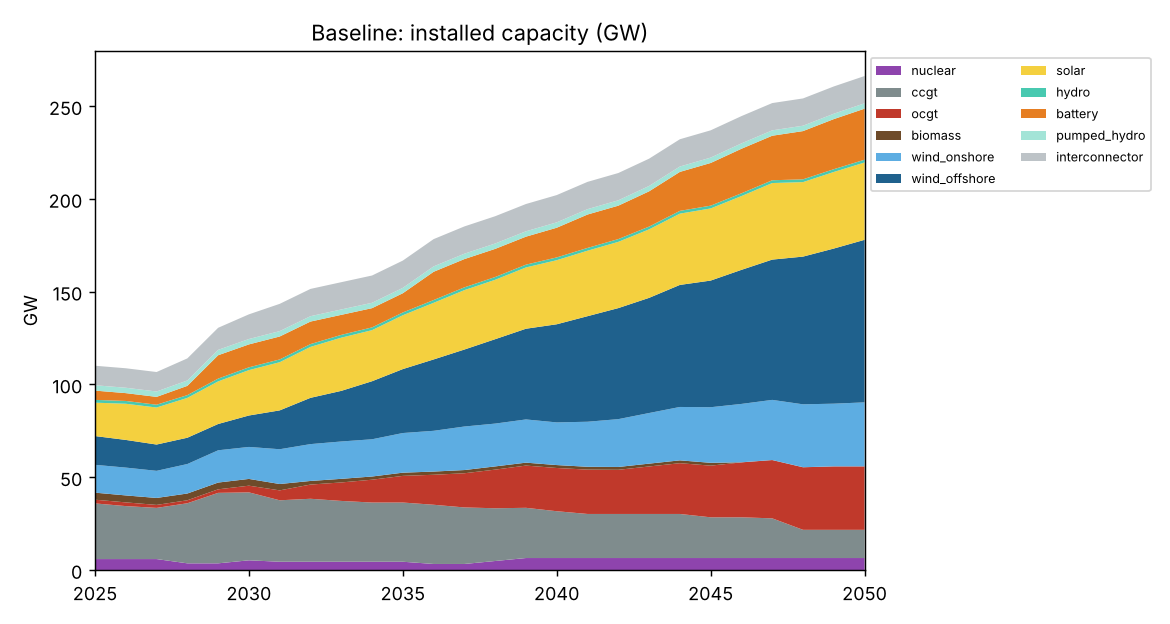 Baseline: installed capacity (GW)
GW
250
200
150
100
50
0
2025 2030 2035 2040 2045 2050
nuclear
ccgt
ocgt
biomass
wind_onshore
wind_offshore
solar
hydro
battery
pumped_hydro
interconnector